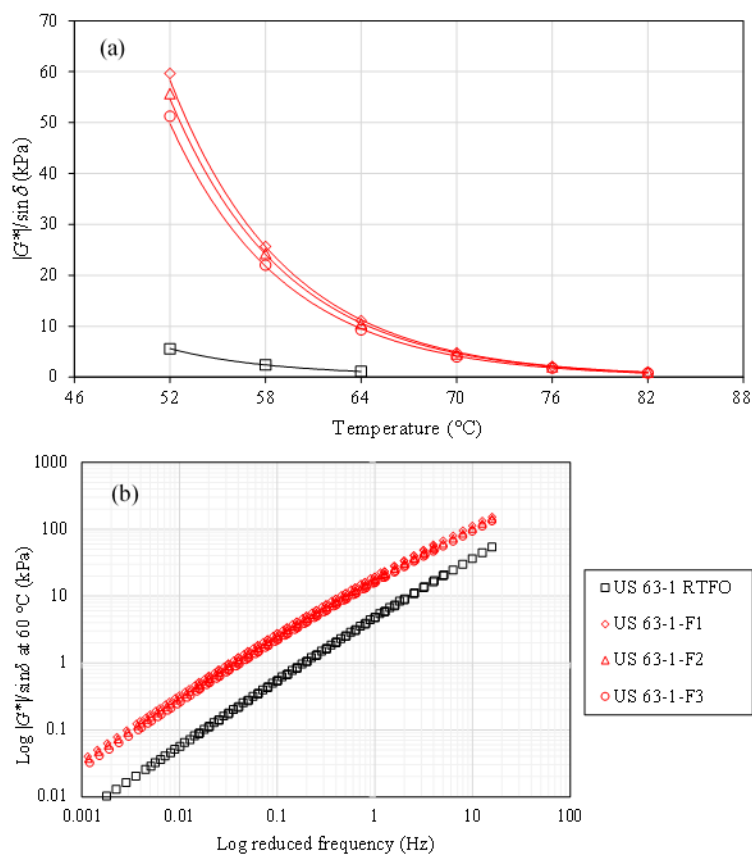 (a)
|G*|/sin δ (kPa)
70
60
50
40
30
20
10
0
46 52 58 64 70 76 82 88
Temperature (°C)
(b)
Log |G*|/sinδ at 60 °C (kPa)
1000
100
10
1
0.1
0.01
0.001 0.01 0.1 1 10 100
Log reduced frequency (Hz)
US 63-1 RTFO
US 63-1-F1
US 63-1-F2
US 63-1-F3